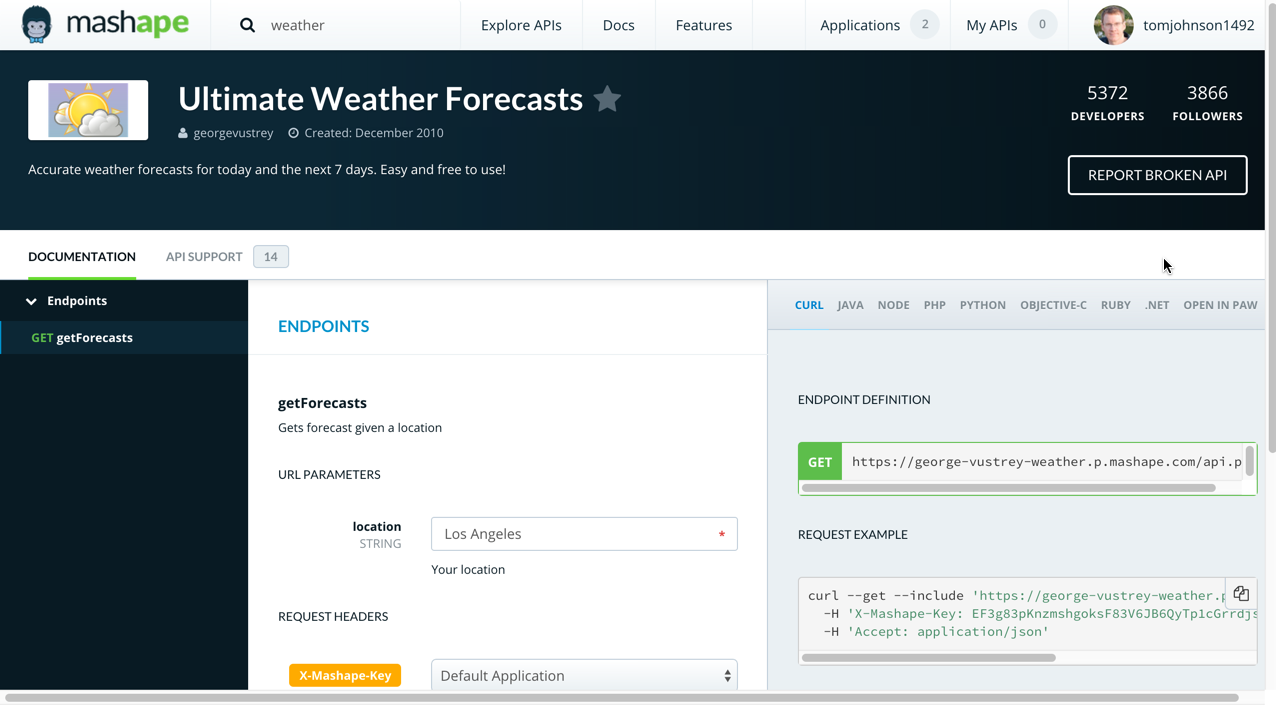 mashape
weather
Explore APIs
Docs
Features
Applications 2
My APIs 0
tomjohnson1492
Ultimate Weather Forecasts
georgevustrey Created: December 2010
Accurate weather forecasts for today and the next 7 days. Easy and free to use!
5372
DEVELOPERS
3866
FOLLOWERS
REPORT BROKEN API
DOCUMENTATION
API SUPPORT 14
Endpoints
GET getForecasts
ENDPOINTS
getForecasts
Gets forecast given a location
URL PARAMETERS
location
STRING
Los Angeles *
Your location
REQUEST HEADERS
X-Mashape-Key
Default Application
CURL JAVA NODE PHP PYTHON OBJECTIVE-C RUBY .NET OPEN IN PAW
ENDPOINT DEFINITION
GET https://george-vustrey-weather.p.mashape.com/api.p
REQUEST EXAMPLE
curl --get --include 'https://george-vustrey-weather.p
-H 'X-Mashape-Key: EF3g83pKnzmshgoksF83V6JB6QyTp1cGrrdjs
-H 'Accept: application/json'